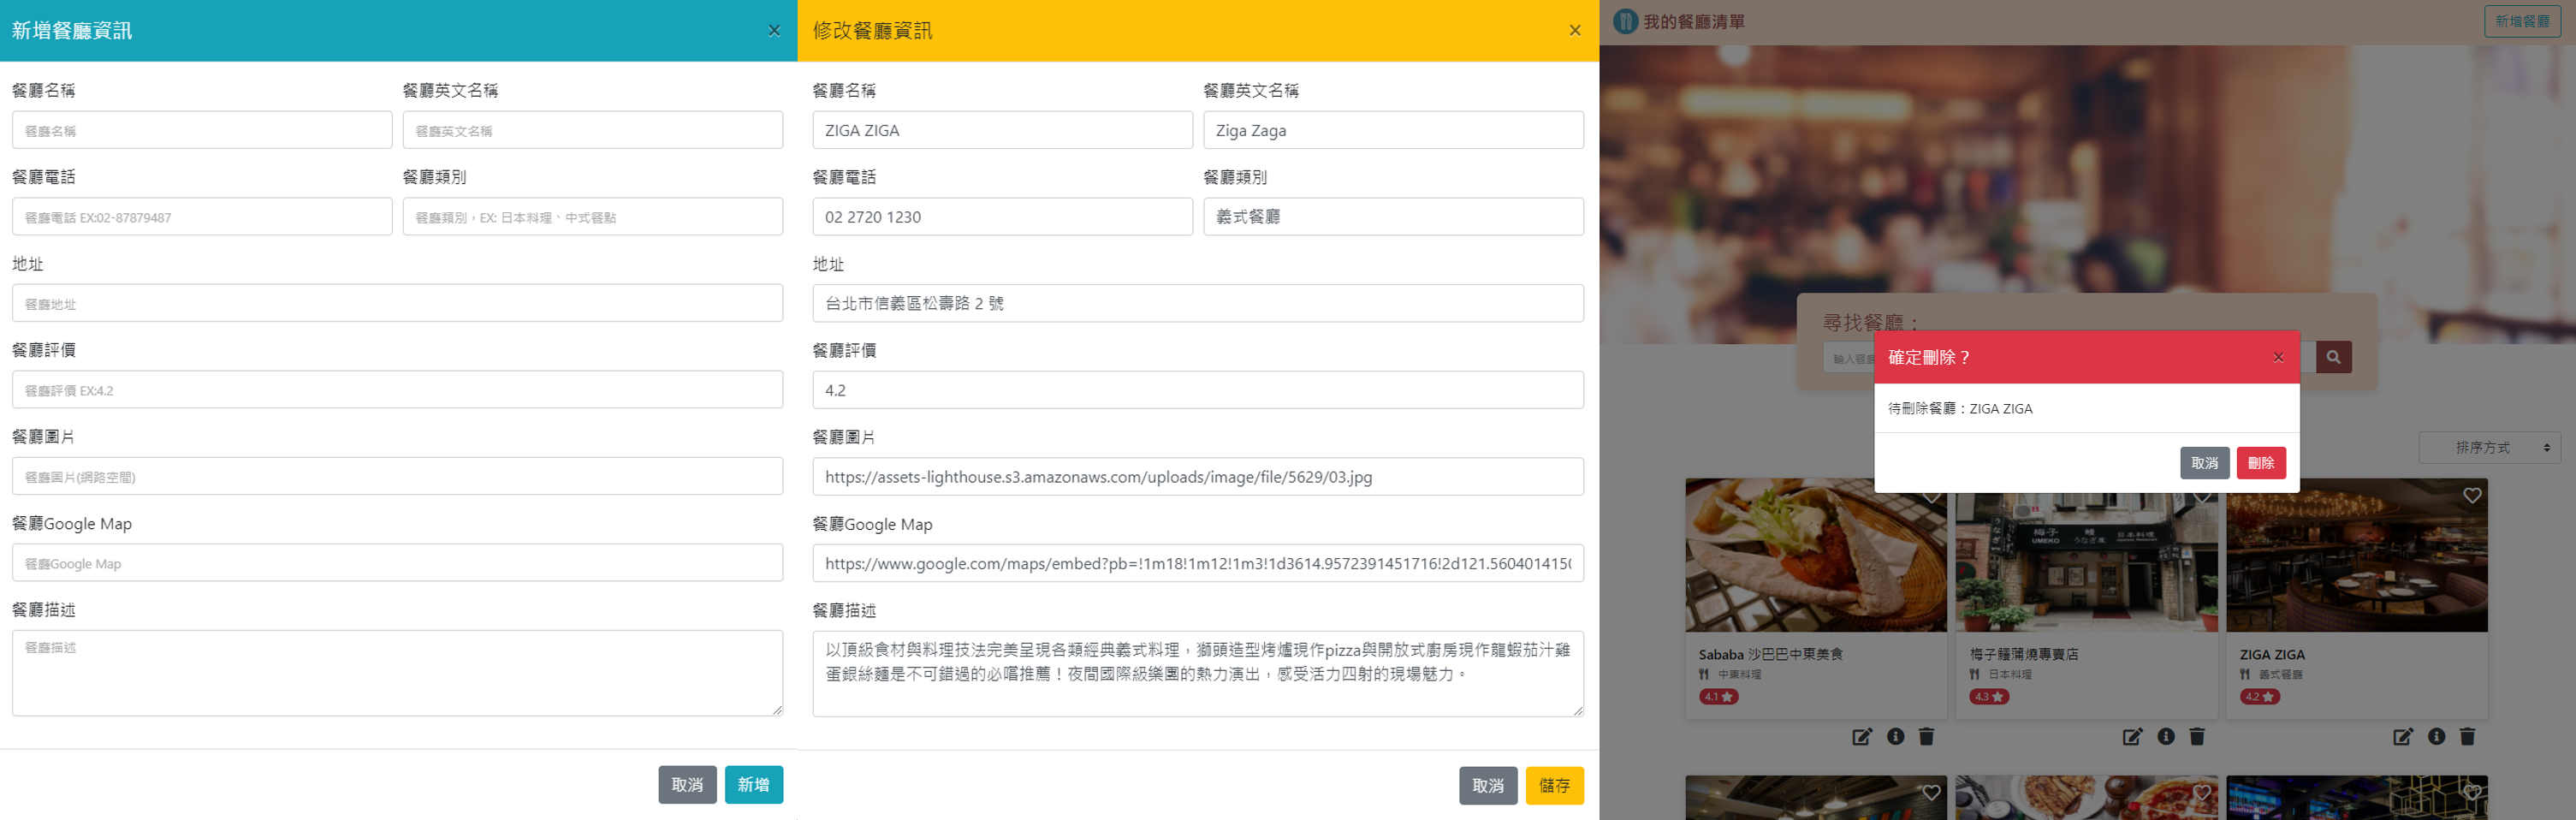 新增餐廳資訊
×
餐廳名稱
餐廳英文名稱
餐廳名稱
餐廳英文名稱
餐廳電話
餐廳類別
餐廳電話 EX:02-87879487
餐廳類別，EX: 日本料理、中式餐點
地址
餐廳地址
餐廳評價
餐廳評價 EX:4.2
餐廳圖片
餐廳圖片(網路空間)
餐廳Google Map
餐廳Google Map
餐廳描述
餐廳描述
取消
新增
修改餐廳資訊
×
餐廳名稱
餐廳英文名稱
ZIGA ZIGA
Ziga Zaga
餐廳電話
餐廳類別
02 2720 1230
義式餐廳
地址
台北市信義區松壽路 2 號
餐廳評價
4.2
餐廳圖片
https://assets-lighthouse.s3.amazonaws.com/uploads/image/file/5629/03.jpg
餐廳Google Map
https://www.google.com/maps/embed?pb=!1m18!1m12!1m3!1d3614.9572391451716!2d121.560401415(
餐廳描述
以頂級食材與料理技法完美呈現各類經典義式料理，獅頭造型烤爐現作pizza與開放式廚房現作龍蝦茄汁雞
蛋銀絲麵是不可錯過的必嚐推薦！夜間國際級樂團的熱力演出，感受活力四射的現場魅力。
取消
儲存
我的餐廳清單
新增餐廳
尋找餐廳：
輸入餐
確定刪除？
×
待刪除餐廳：ZIGA ZIGA
取消
刪除
排序方式
梅子
鰻
日本料理
UMEKO
Sababa 沙巴巴中東美食
中東料理
4.1
梅子鰻蒲燒專賣店
日本料理
4.3
ZIGA ZIGA
義式餐廳
4.2